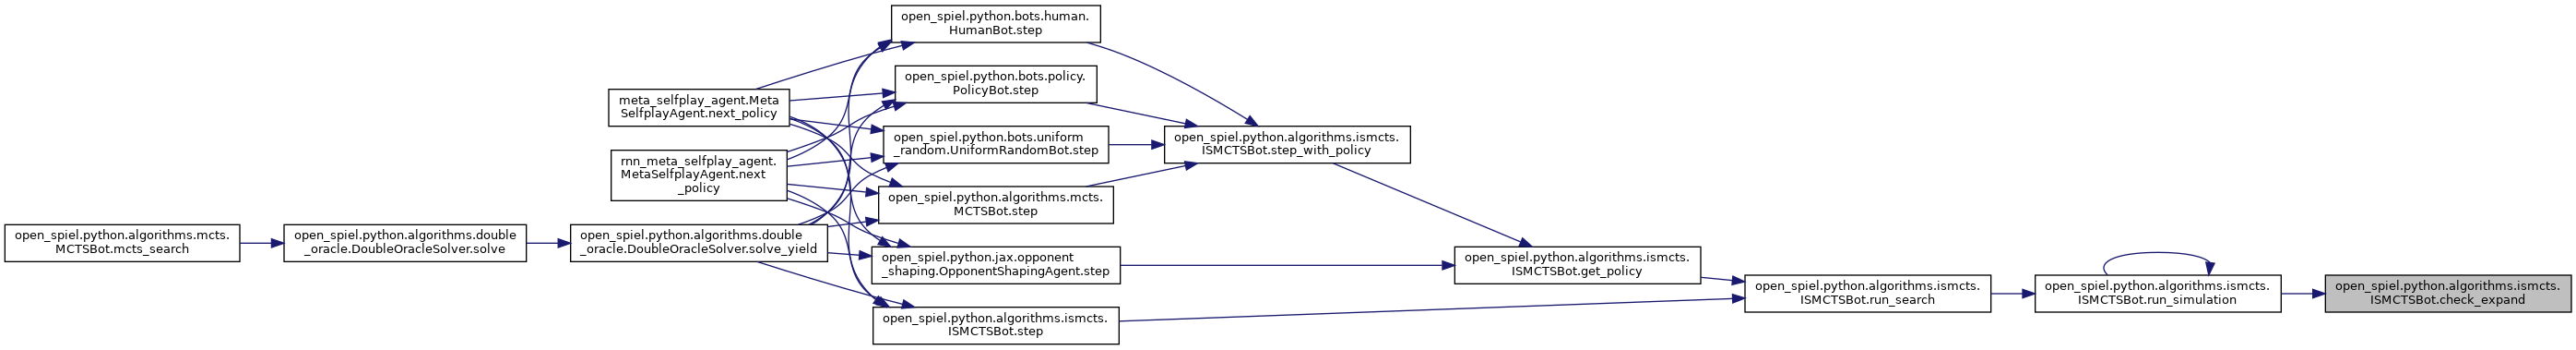 open_spiel.python.bots.human.
HumanBot.step
open_spiel.python.bots.policy.
PolicyBot.step
meta_selfplay_agent.Meta
SelfplayAgent.next_policy
open_spiel.python.bots.uniform
_random.UniformRandomBot.step
open_spiel.python.algorithms.ismcts.
ISMCTSBot.step_with_policy
rnn_meta_selfplay_agent.
MetaSelfplayAgent.next
_policy
open_spiel.python.algorithms.mcts.
MCTSBot.step
open_spiel.python.algorithms.mcts.
MCTSBot.mcts_search
open_spiel.python.algorithms.double
_oracle.DoubleOracleSolver.solve
open_spiel.python.algorithms.double
_oracle.DoubleOracleSolver.solve_yield
open_spiel.python.jax.opponent
_shaping.OpponentShapingAgent.step
open_spiel.python.algorithms.ismcts.
ISMCTSBot.get_policy
open_spiel.python.algorithms.ismcts.
ISMCTSBot.run_search
open_spiel.python.algorithms.ismcts.
ISMCTSBot.run_simulation
open_spiel.python.algorithms.ismcts.
ISMCTSBot.check_expand
open_spiel.python.algorithms.ismcts.
ISMCTSBot.step